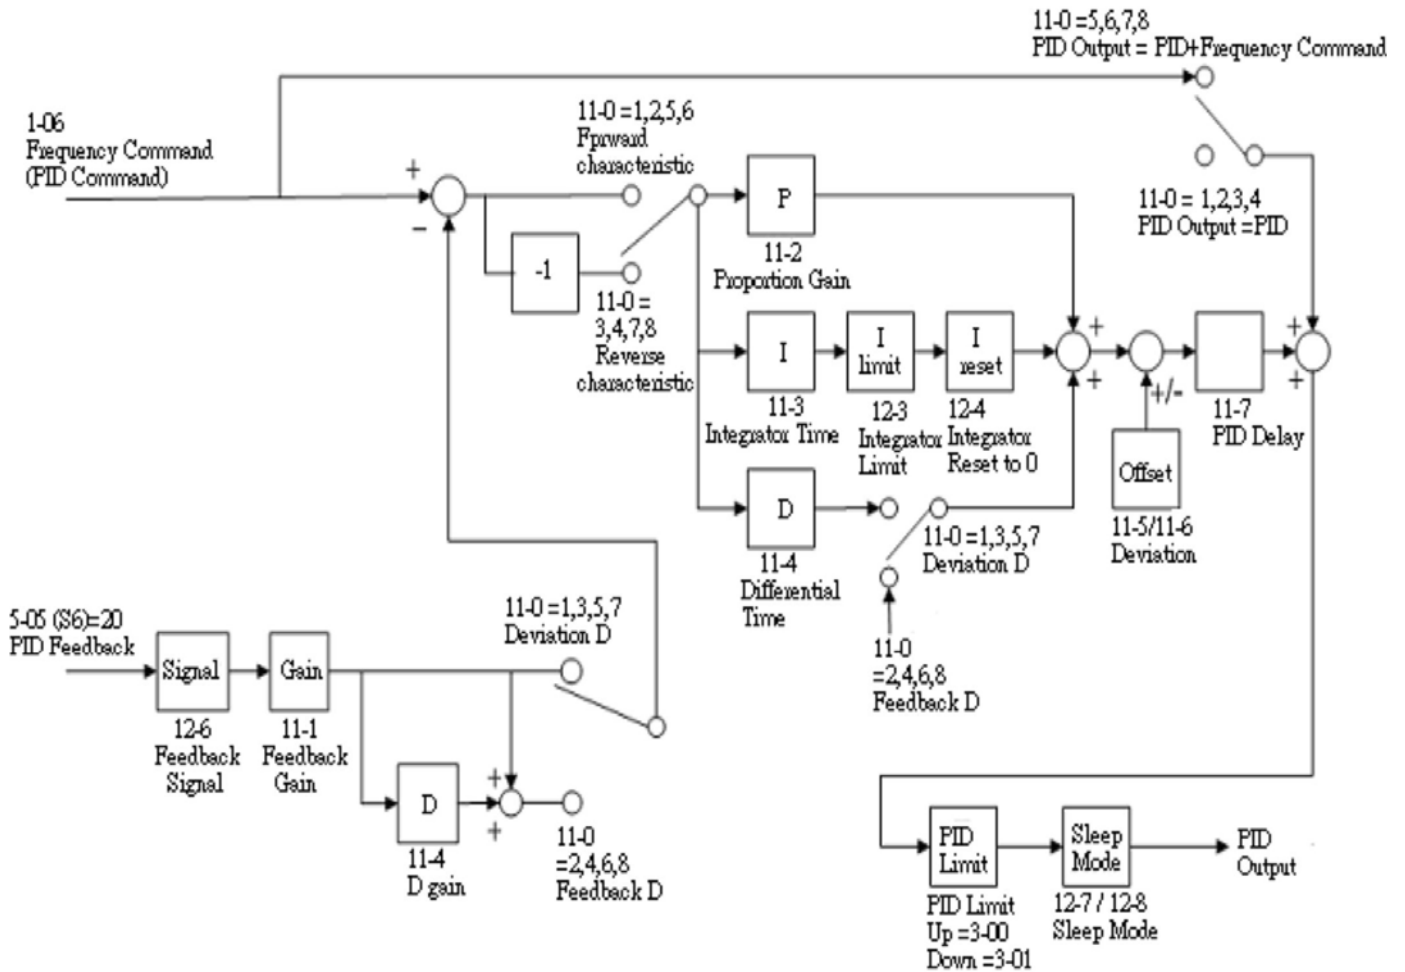 11-0 =5,6,7,8
PID Output = PID+Frequency Command
1-06
Frequency Command
(PID Command)
+
−
11-0 =1,2,5,6
Fprward
characteristic
-1
11-0 =
3,4,7,8
Reverse
characteristic
P
11-2
Proportion Gain
11-0 = 1,2,3,4
PID Output =PID
I
11-3
Integrator Time
I
limit
12-3
Integrator
Limit
I
reset
12-4
Integrator
Reset to 0
+
+
+/-
Offset
11-5/11-6
Deviation
11-7
PID Delay
+
+
D
11-4
Differential
Time
11-0 =1,3,5,7
Deviation D
11-0
=2,4,6,8
Feedback D
5-05 (S6)=20
PID Feedback
Signal
12-6
Feedback
Signal
Gain
11-1
Feedback
Gain
11-0 =1,3,5,7
Deviation D
D
11-4
D gain
+
+
11-0
=2,4,6,8
Feedback D
PID
Limit
PID Limit
Up =3-00
Down =3-01
Sleep
Mode
12-7 / 12-8
Sleep Mode
PID
Output